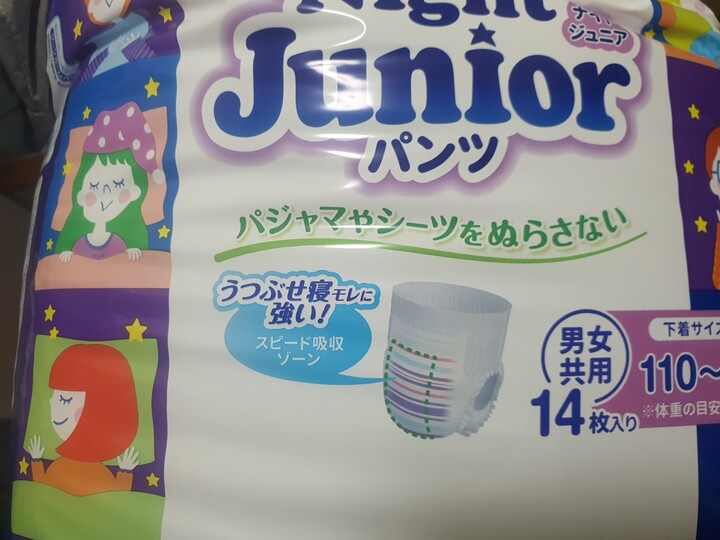 Night
ナイト
ジュニア
Junior
パンツ
パジャマやシーツをぬらさない
うつぶせ寝モレに
強い!
スピード吸収
ゾーン
男女
共用
14枚入り
下着サイズ
110～
※体重の目安